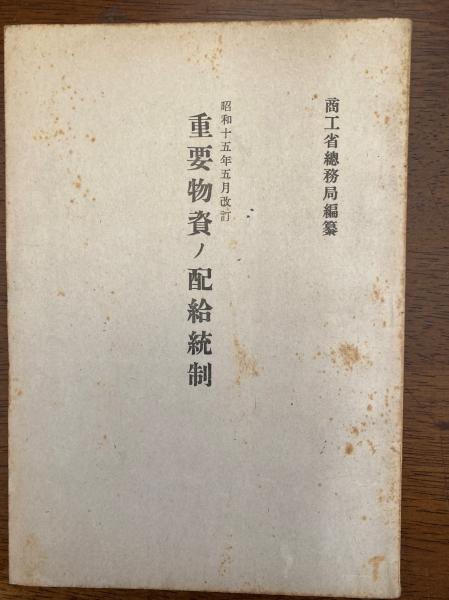 商工省總務局編纂
昭和十五年五月改訂
重要物資ノ配給統制